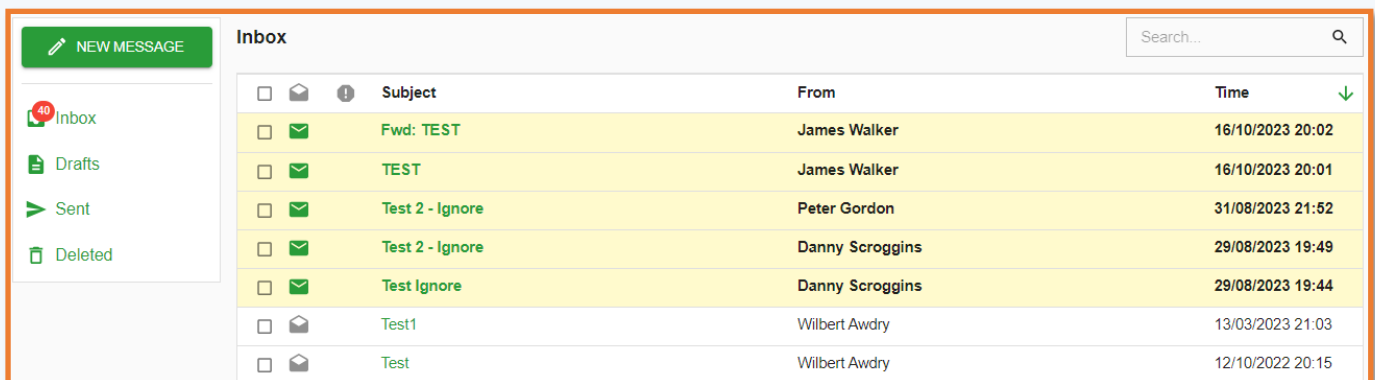 NEW MESSAGE
40
Inbox
Drafts
Sent
Deleted
Inbox
Search...
Subject From Time
Fwd: TEST James Walker 16/10/2023 20:02
TEST James Walker 16/10/2023 20:01
Test 2 - Ignore Peter Gordon 31/08/2023 21:52
Test 2 - Ignore Danny Scroggins 29/08/2023 19:49
Test Ignore Danny Scroggins 29/08/2023 19:44
Test1 Wilbert Awdry 13/03/2023 21:03
Test Wilbert Awdry 12/10/2022 20:15